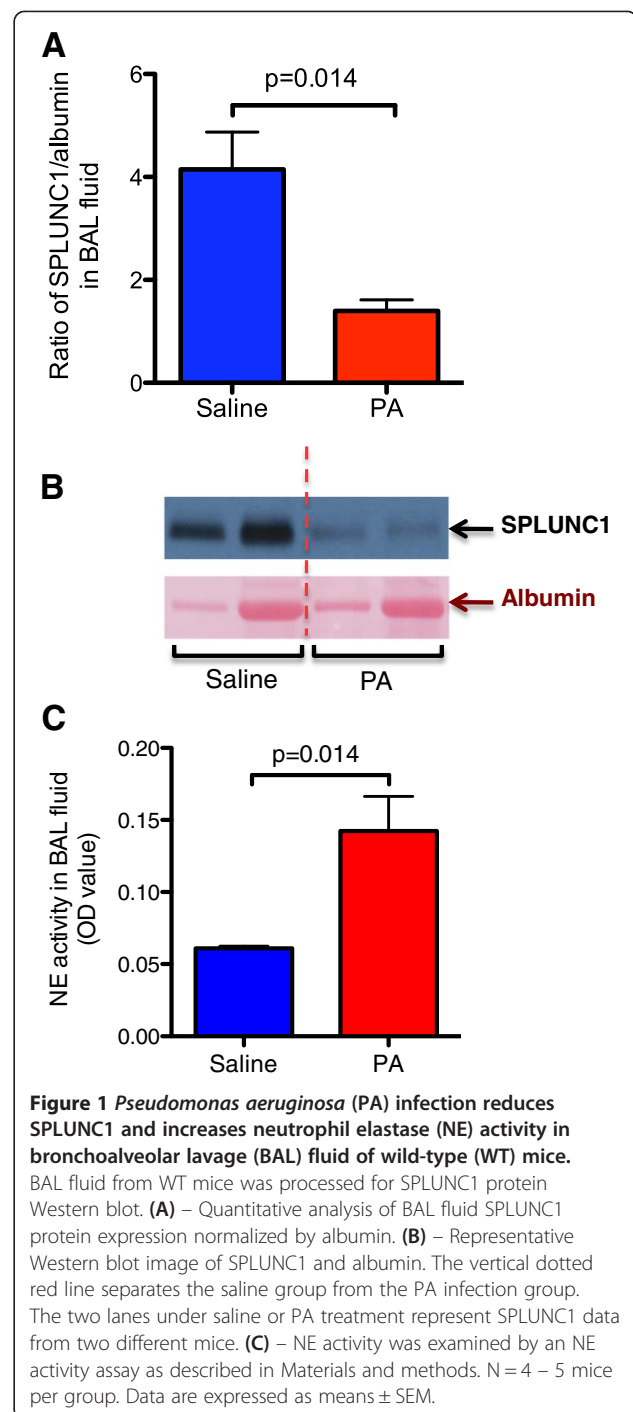 A
6
p=0.014
4
2
0
Ratio of SPLUNC1/albumin
in BAL fluid
Saline PA
B
SPLUNC1
Albumin
Saline PA
C
0.20
p=0.014
0.15
0.10
0.05
0.00
NE activity in BAL fluid
(OD value)
Saline PA
Figure 1 Pseudomonas aeruginosa (PA) infection reduces
SPLUNC1 and increases neutrophil elastase (NE) activity in
bronchoalveolar lavage (BAL) fluid of wild-type (WT) mice.
BAL fluid from WT mice was processed for SPLUNC1 protein
Western blot. (A) – Quantitative analysis of BAL fluid SPLUNC1
protein expression normalized by albumin. (B) – Representative
Western blot image of SPLUNC1 and albumin. The vertical dotted
red line separates the saline group from the PA infection group.
The two lanes under saline or PA treatment represent SPLUNC1 data
from two different mice. (C) – NE activity was examined by an NE
activity assay as described in Materials and methods. N = 4 – 5 mice
per group. Data are expressed as means ± SEM.